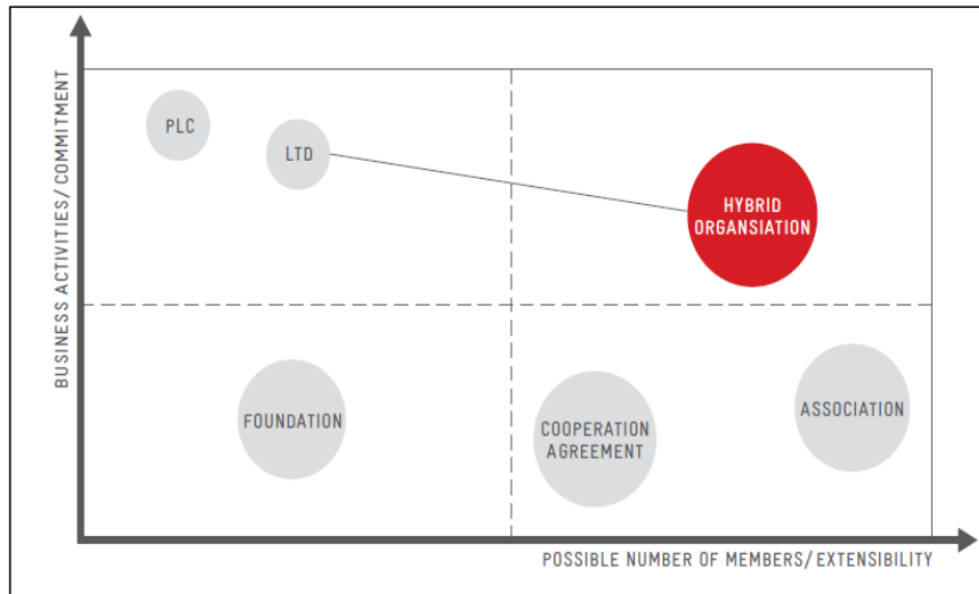 BUSINESS ACTIVITIES/ COMMITMENT
PLC
LTD
HYBRID
ORGANSIATION
FOUNDATION
COOPERATION
AGREEMENT
ASSOCIATION
POSSIBLE NUMBER OF MEMBERS/ EXTENSIBILITY